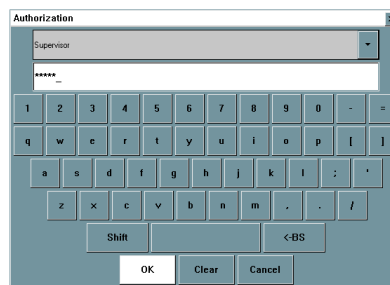 Authorization
Supervisor
*****_
1 2 3 4 5 6 7 8 9 0 - =
q w e r t y u i o p [ ]
a s d f g h j k l ; '
z x c v b n m , . /
Shift <-BS
OK Clear Cancel